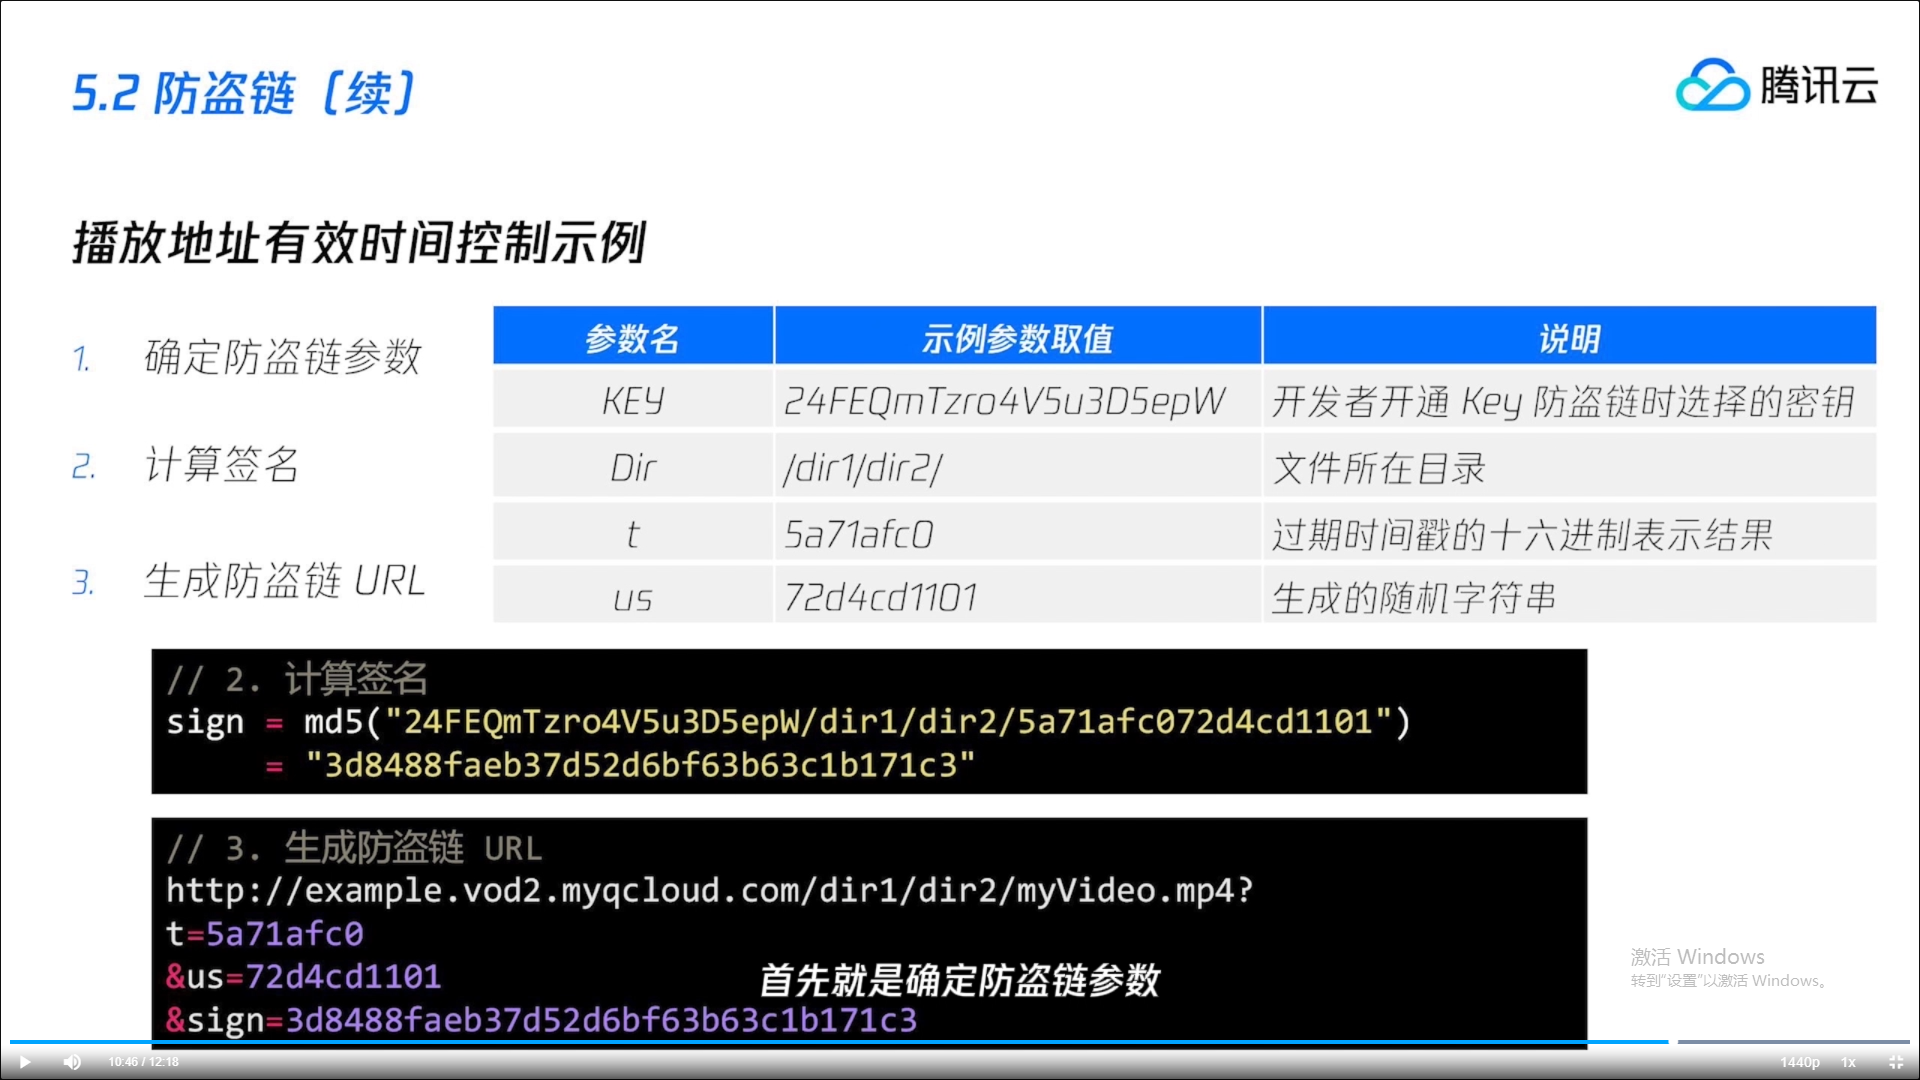 5.2 防盗链（续）
腾讯云
播放地址有效时间控制示例
1. 确定防盗链参数
2. 计算签名
3. 生成防盗链 URL
参数名 示例参数取值 说明
KEY 24FEQmTzro4V5u3D5epW 开发者开通 Key 防盗链时选择的密钥
Dir /dir1/dir2/ 文件所在目录
t 5a71afc0 过期时间戳的十六进制表示结果
us 72d4cd1101 生成的随机字符串
// 2. 计算签名
sign = md5("24FEQmTzro4V5u3D5epW/dir1/dir2/5a71afc072d4cd1101")
= "3d8488faeb37d52d6bf63b63c1b171c3"
// 3. 生成防盗链 URL
http://example.vod2.myqcloud.com/dir1/dir2/myVideo.mp4?
t=5a71afc0
&us=72d4cd1101
&sign=3d8488faeb37d52d6bf63b63c1b171c3
首先就是确定防盗链参数
激活 Windows
转到“设置”以激活 Windows。
10:46 / 12:18
1440p 1x